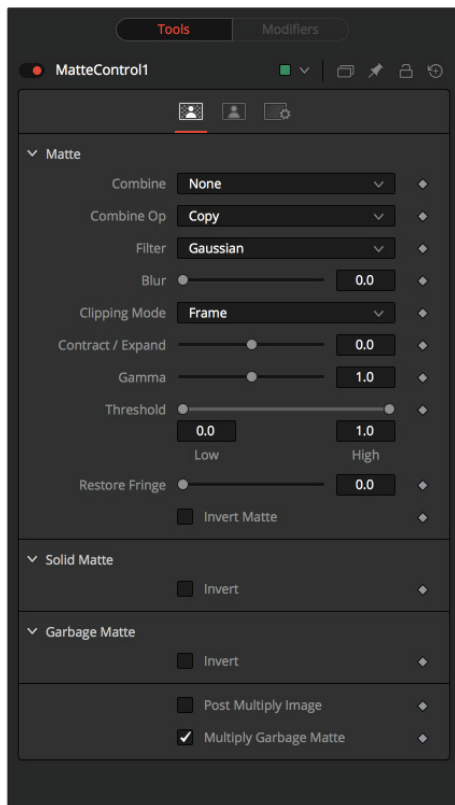 Tools Modifiers
MatteControl1
Matte
Combine None
Combine Op Copy
Filter Gaussian
Blur 0.0
Clipping Mode Frame
Contract / Expand 0.0
Gamma 1.0
Threshold
0.0 1.0
Low High
Restore Fringe 0.0
Invert Matte
Solid Matte
Invert
Garbage Matte
Invert
Post Multiply Image
Multiply Garbage Matte